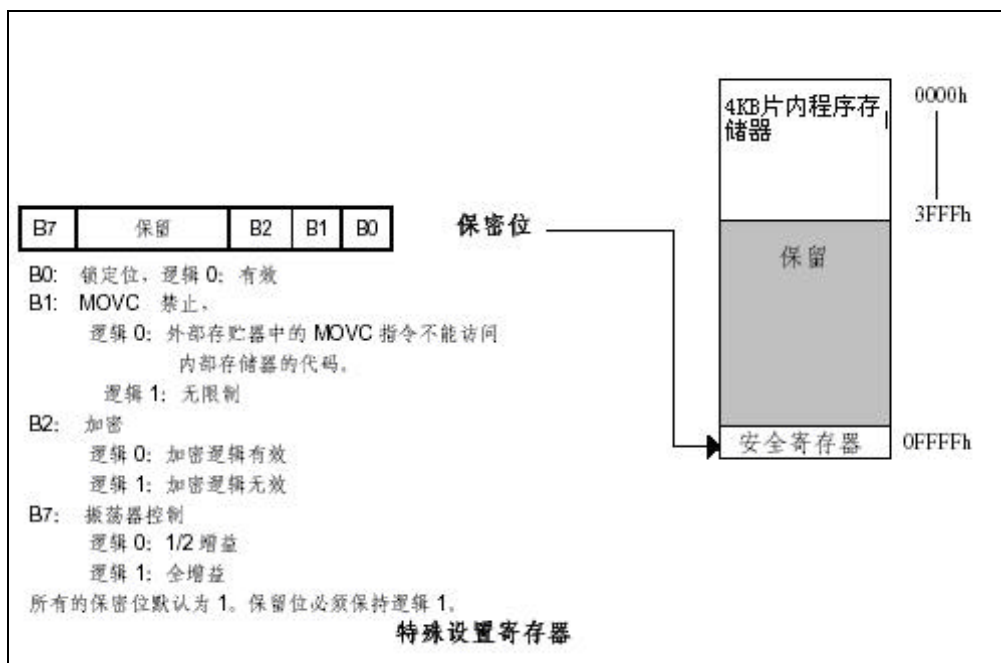 4KB片内程序存
储器
0000h
3FFFh
B7 保留 B2 B1 B0
保密位
保留
B0: 锁定位，逻辑 0: 有效
B1: MOVC 禁止，
逻辑 0: 外部存贮器中的 MOVC 指令不能访问
内部存储器的代码。
逻辑 1: 无限制
B2: 加密
逻辑 0: 加密逻辑有效
逻辑 1: 加密逻辑无效
安全寄存器
0FFFFh
B7: 振荡器控制
逻辑 0: 1/2 增益
逻辑 1: 全增益
所有的保密位默认为 1。保留位必须保持逻辑 1。
特殊设置寄存器